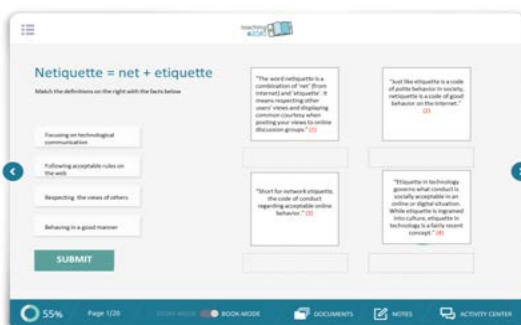 teaching
4.0(?)
Netiquette = net + etiquette
Match the definitions on the right with the facts below
Focusing on technological
communication
Following acceptable rules on
the web
Respecting the views of others
Behaving in a good manner
SUBMIT
"The word netiquette is a
combination of 'net' (from
internet) and 'etiquette'. It
means respecting other
users' views and displaying
common courtesy when
posting your views to online
discussion groups." (1)
"Just like etiquette is a code
of polite behavior in society,
netiquette is a code of good
behavior on the internet."
(2)
"Short for network etiquette,
the code of conduct
regarding acceptable online
behavior." (3)
"Etiquette in technology
governs what conduct is
socially acceptable in an
online or digital situation.
While etiquette is ingrained
into culture, etiquette in
technology is a fairly recent
concept." (4)
55%
Page 1/26
STORY-MODE
BOOK-MODE
DOCUMENTS
NOTES
ACTIVITY CENTER